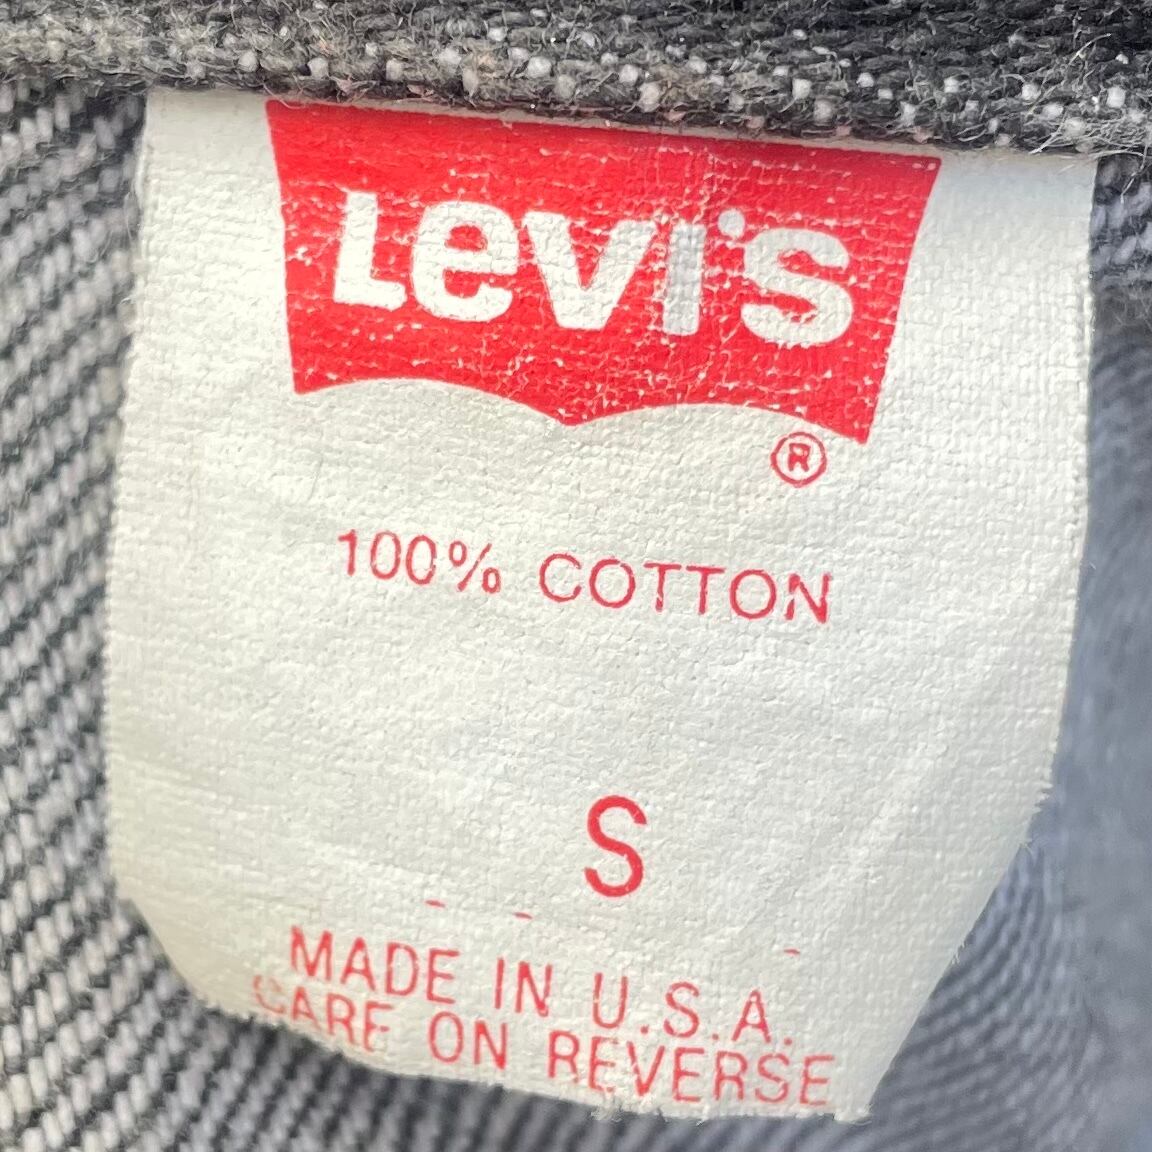 Levi's
®
100% COTTON
S
MADE IN U.S.A.
CARE ON REVERSE